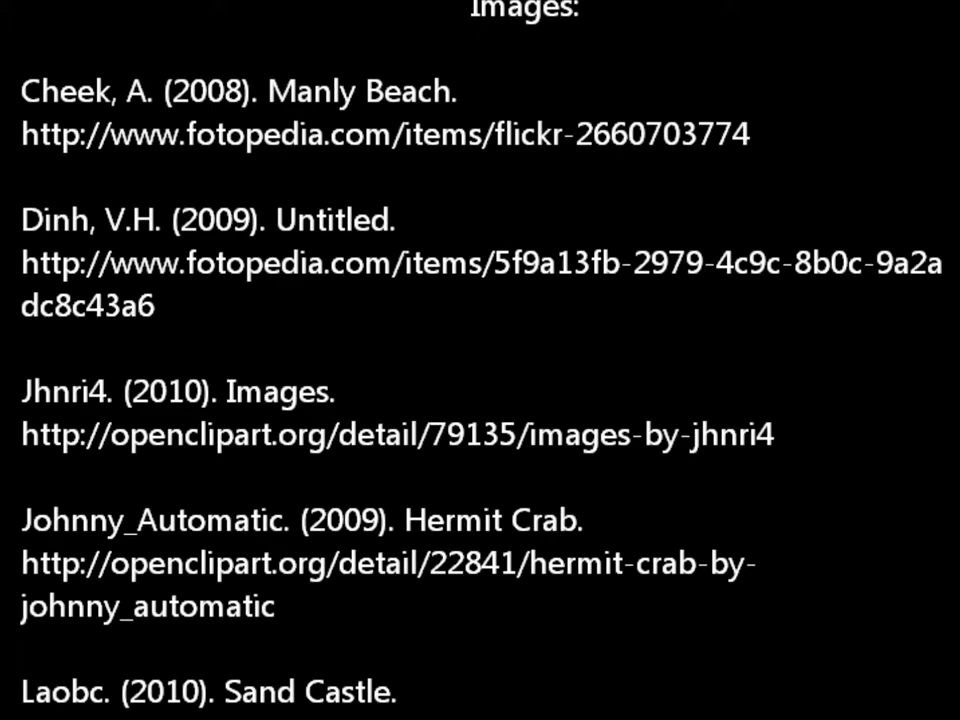 Images:
Cheek, A. (2008). Manly Beach.
http://www.fotopedia.com/items/flickr-2660703774
Dinh, V.H. (2009). Untitled.
http://www.fotopedia.com/items/5f9a13fb-2979-4c9c-8b0c-9a2a
dc8c43a6
Jhnri4. (2010). Images.
http://openclipart.org/detail/79135/images-by-jhnri4
Johnny_Automatic. (2009). Hermit Crab.
http://openclipart.org/detail/22841/hermit-crab-by-
johnny_automatic
Laobc. (2010). Sand Castle.